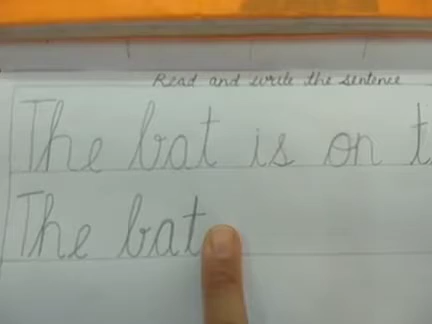 Read and write the sentence
The bat is on t
The bat